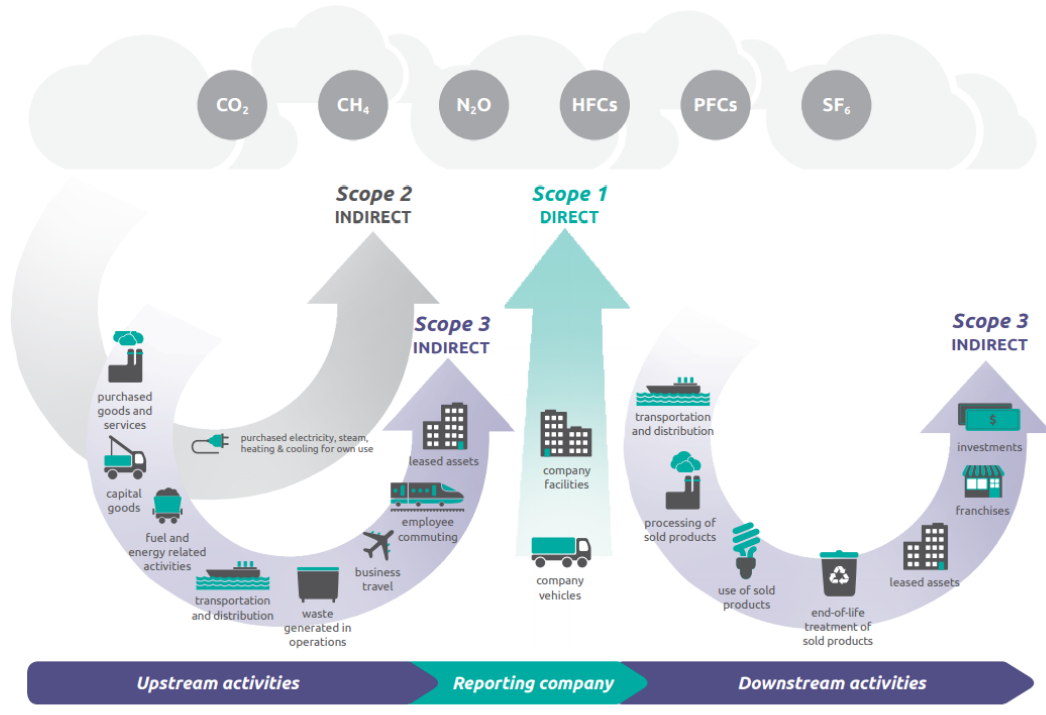 CO₂
CH₄
N₂O
HFCs
PFCs
SF₆
Scope 2
INDIRECT
Scope 1
DIRECT
Scope 3
INDIRECT
Scope 3
INDIRECT
purchased
goods and
services
capital
goods
fuel and
energy related
activities
transportation
and distribution
waste
generated in
operations
business
travel
employee
commuting
leased assets
purchased electricity, steam,
heating & cooling for own use
company
facilities
company
vehicles
transportation
and distribution
processing of
sold products
use of sold
products
end-of-life
treatment of
sold products
leased assets
franchises
$
investments
Upstream activities
Reporting company
Downstream activities